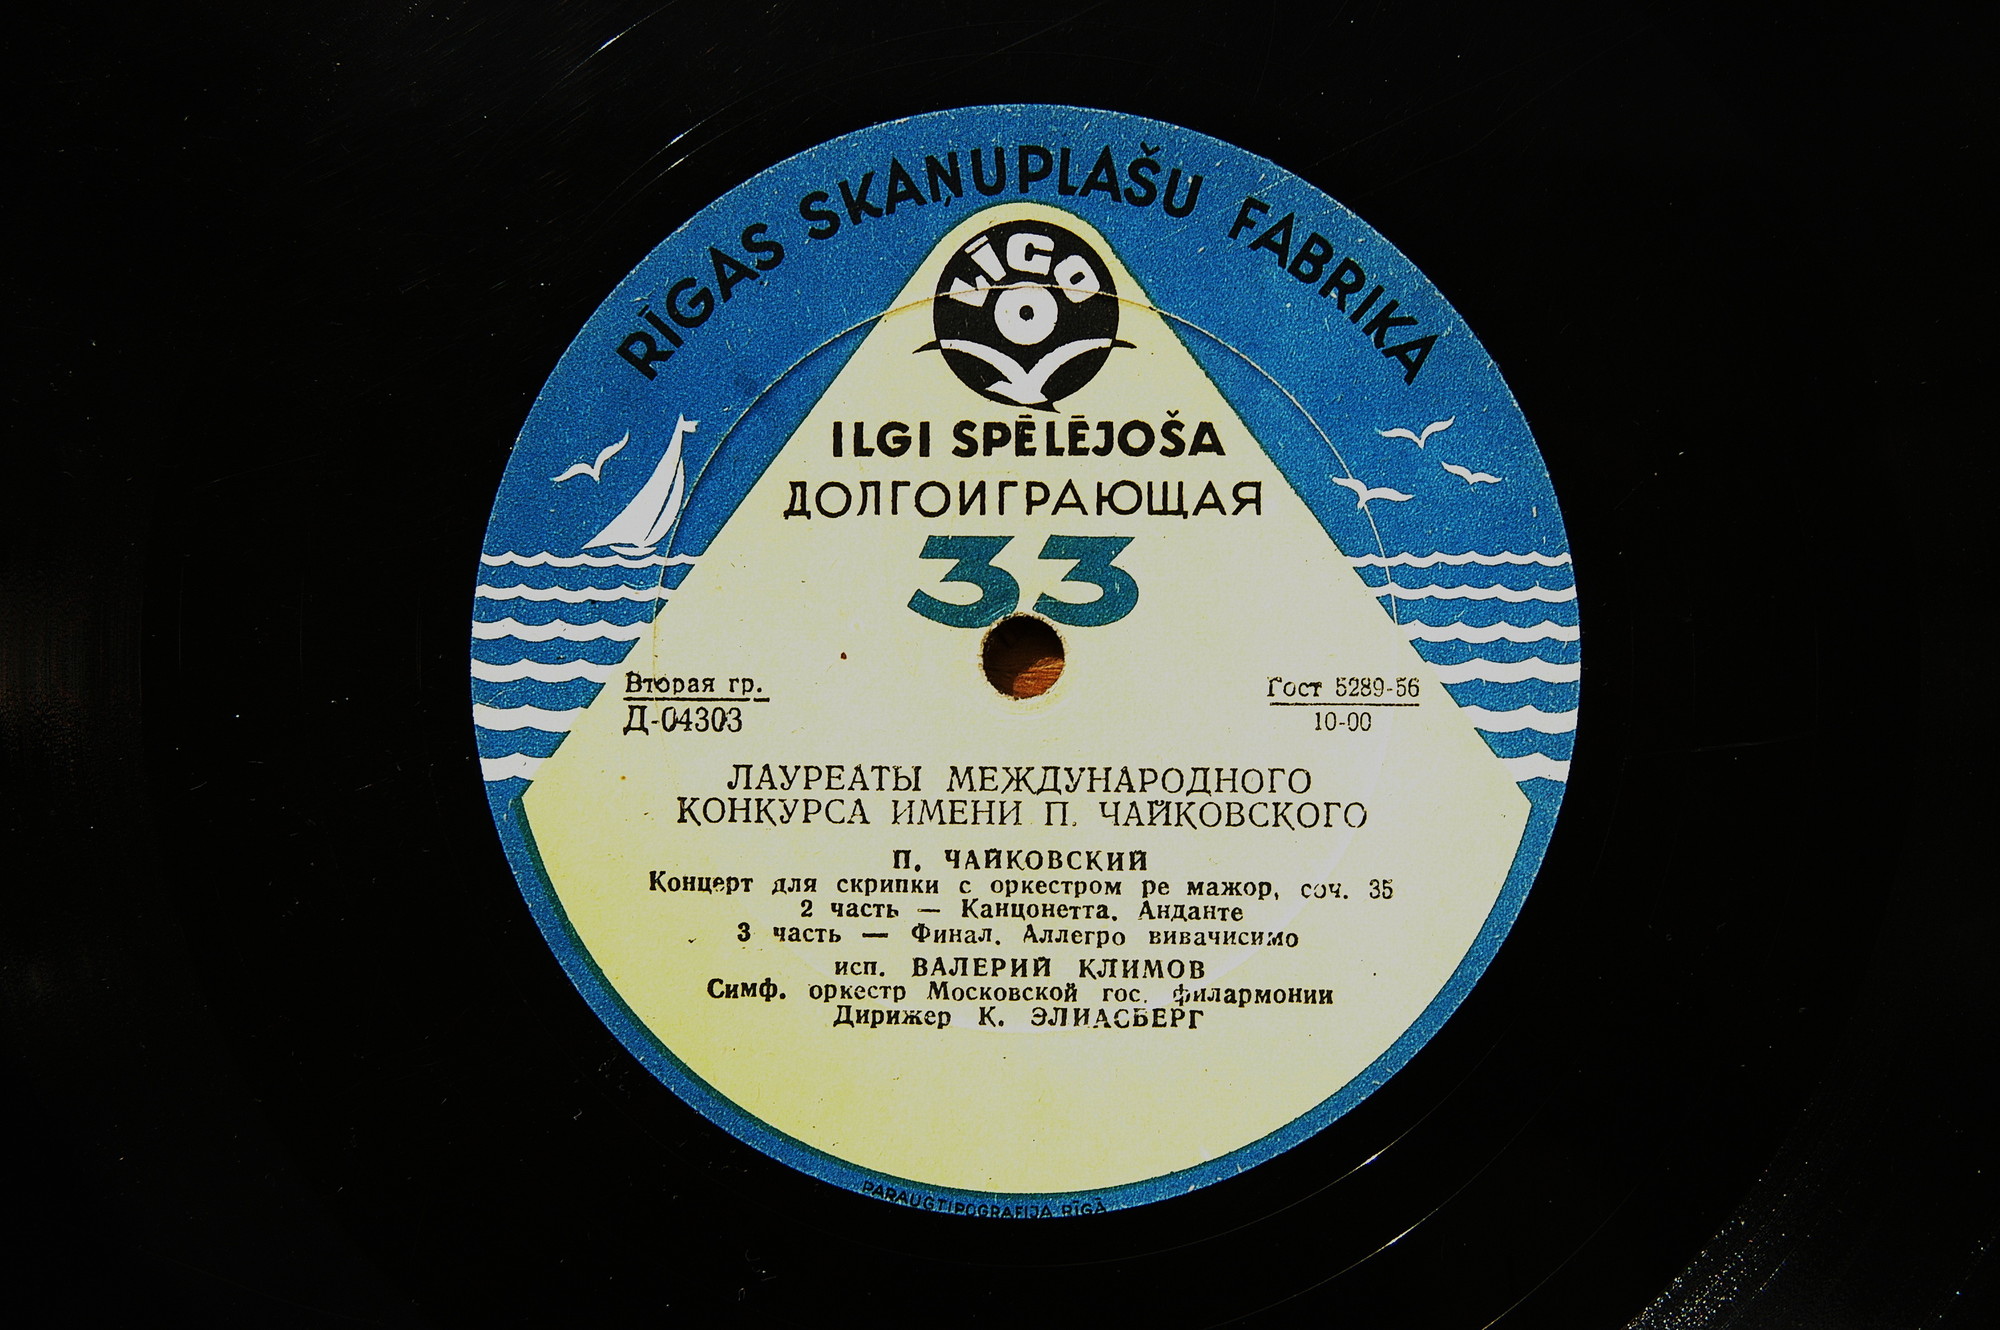 RĪGAS SKAŅUPLAŠU FABRIKA
LĪGO
ILGI SPĒLĒJOŠA
ДОЛГОИГРАЮЩАЯ
33
Вторая гр.
Д-04303
Гост 5289-56
10-00
ЛАУРЕАТЫ МЕЖДУНАРОДНОГО
КОНКУРСА ИМЕНИ П. ЧАЙКОВСКОГО
П. ЧАЙКОВСКИЙ
Концерт для скрипки с оркестром ре мажор, соч. 35
2 часть — Канцонетта. Анданте
3 часть — Финал. Аллегро вивачисимо
исп. ВАЛЕРИЙ КЛИМОВ
Симф. оркестр Московской гос. филармонии
Дирижер К. ЭЛИАСБЕРГ
PARAUGTIPOGRAFIJA RĪGĀ